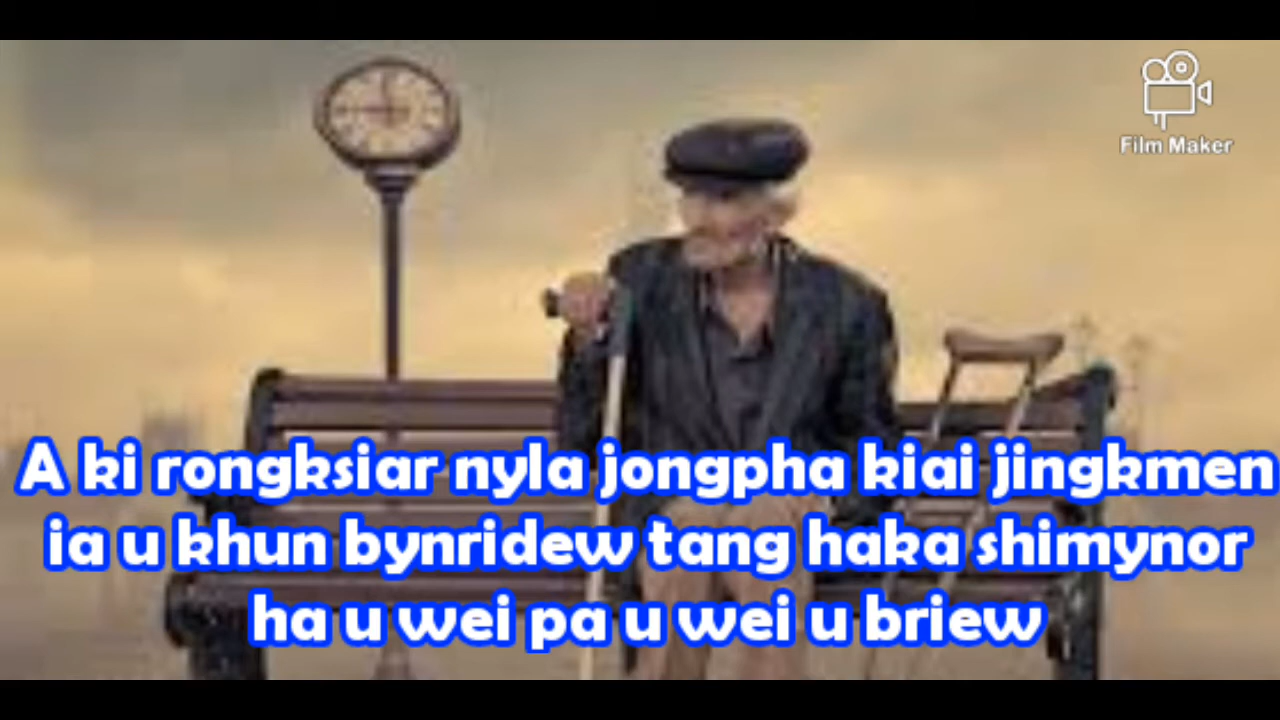 Film Maker
A ki rongksiar nyla jongpha kiai jingkmen
ia u khun bynridew tang haka shimynor
ha u wei pa u wei u briew